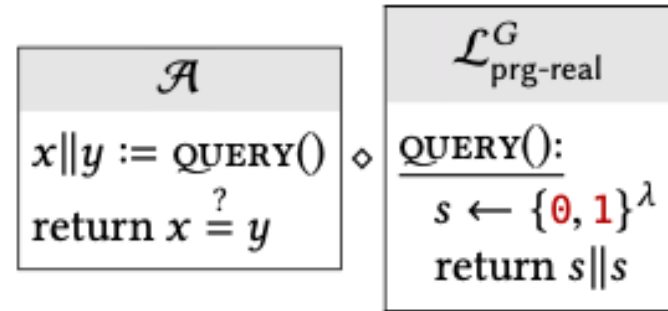 𝒜
x‖y := QUERY()
return x ≟ y
⋄
ℒ^G_prg-real
QUERY():
s ← {0, 1}^λ
return s‖s